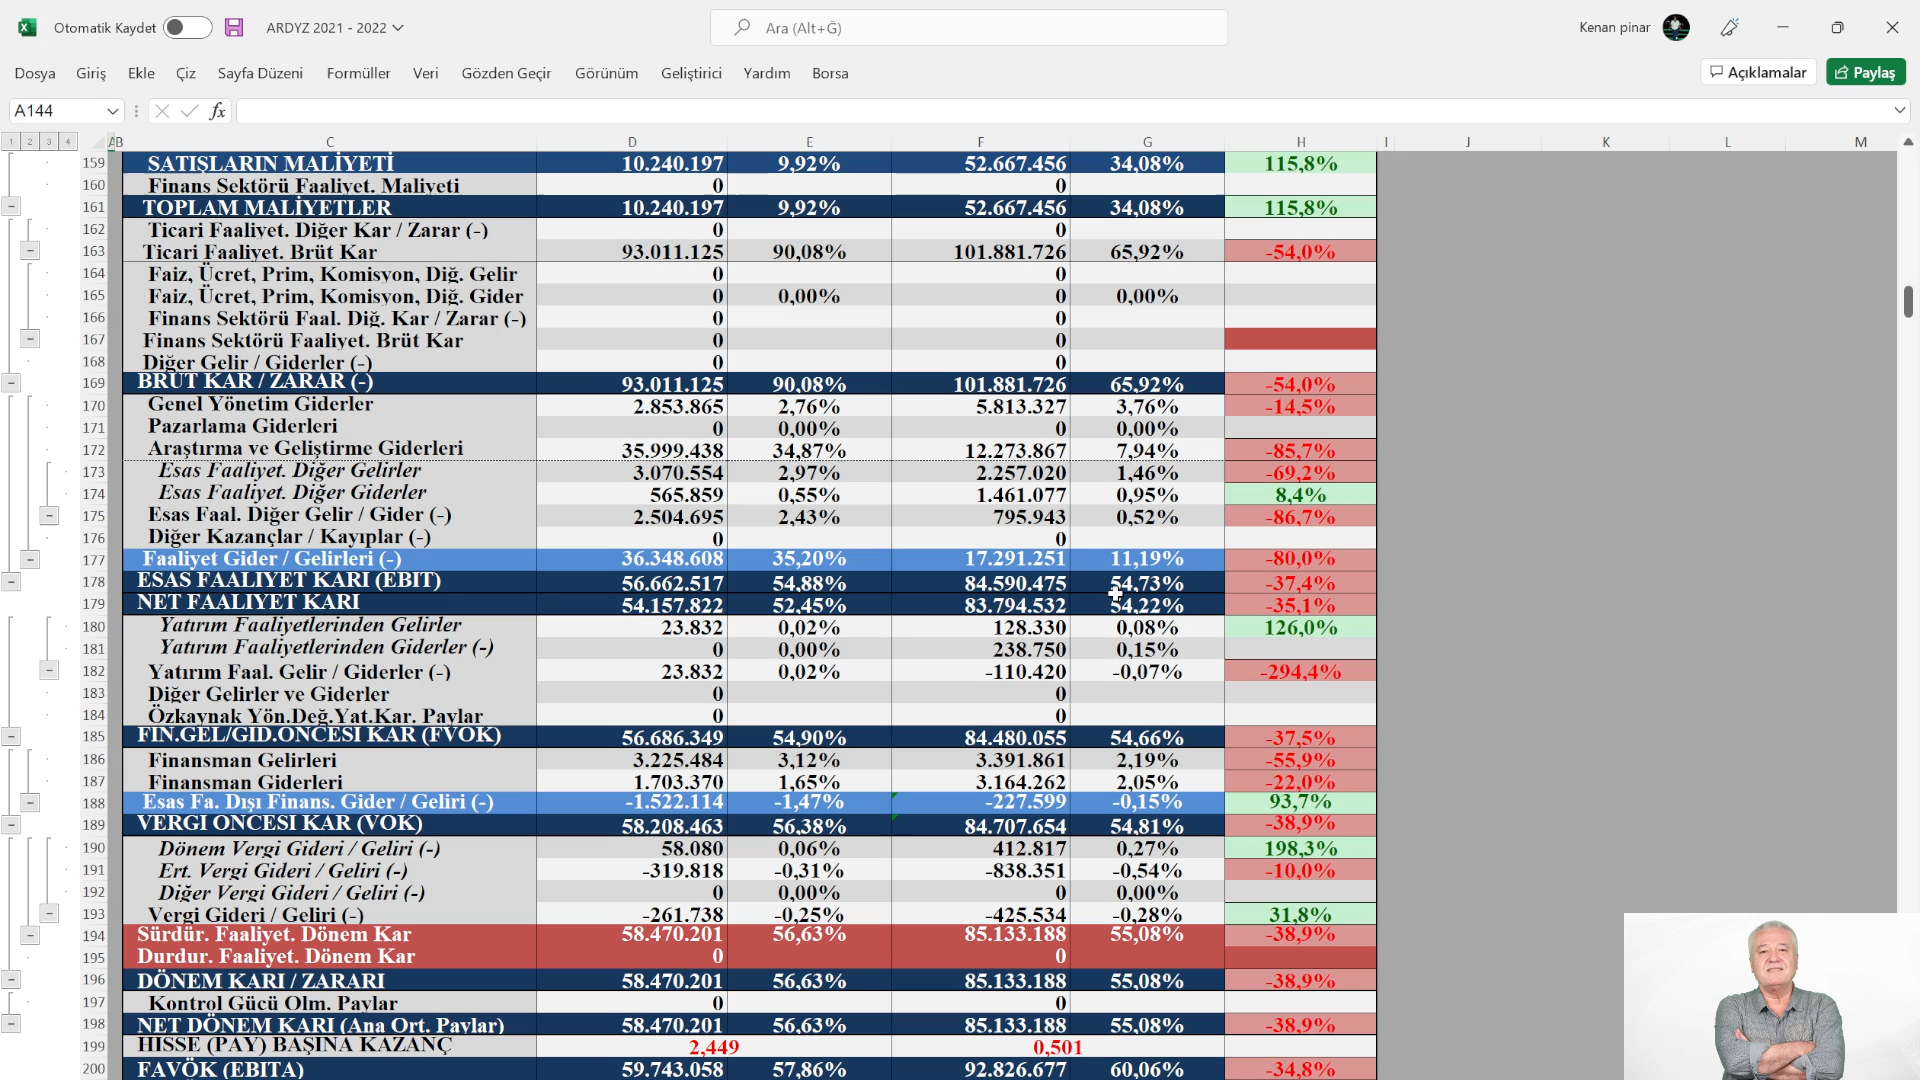 Otomatik Kaydet ARDYZ 2021 - 2022 Ara (Alt+Ğ) Kenan pinar
Dosya Giriş Ekle Çiz Sayfa Düzeni Formüller Veri Gözden Geçir Görünüm Geliştirici Yardım Borsa Açıklamalar Paylaş
A144 fx
1 2 3 4 A B C D E F G H I J K L M
159 SATIŞLARIN MALİYETİ 10.240.197 9,92% 52.667.456 34,08% 115,8%
160 Finans Sektörü Faaliyet. Maliyeti 0 0
161 TOPLAM MALİYETLER 10.240.197 9,92% 52.667.456 34,08% 115,8%
162 Ticari Faaliyet. Diğer Kar / Zarar (-) 0 0
163 Ticari Faaliyet. Brüt Kar 93.011.125 90,08% 101.881.726 65,92% -54,0%
164 Faiz, Ücret, Prim, Komisyon, Diğ. Gelir 0 0
165 Faiz, Ücret, Prim, Komisyon, Diğ. Gider 0 0,00% 0 0,00%
166 Finans Sektörü Faal. Diğ. Kar / Zarar (-) 0 0
167 Finans Sektörü Faaliyet. Brüt Kar 0 0
168 Diğer Gelir / Giderler (-) 0 0
169 BRÜT KAR / ZARAR (-) 93.011.125 90,08% 101.881.726 65,92% -54,0%
170 Genel Yönetim Giderler 2.853.865 2,76% 5.813.327 3,76% -14,5%
171 Pazarlama Giderleri 0 0,00% 0 0,00%
172 Araştırma ve Geliştirme Giderleri 35.999.438 34,87% 12.273.867 7,94% -85,7%
173 Esas Faaliyet. Diğer Gelirler 3.070.554 2,97% 2.257.020 1,46% -69,2%
174 Esas Faaliyet. Diğer Giderler 565.859 0,55% 1.461.077 0,95% 8,4%
175 Esas Faal. Diğer Gelir / Gider (-) 2.504.695 2,43% 795.943 0,52% -86,7%
176 Diğer Kazançlar / Kayıplar (-) 0 0
177 Faaliyet Gider / Gelirleri (-) 36.348.608 35,20% 17.291.251 11,19% -80,0%
178 ESAS FAALİYET KARI (EBIT) 56.662.517 54,88% 84.590.475 54,73% -37,4%
179 NET FAALİYET KARI 54.157.822 52,45% 83.794.532 54,22% -35,1%
180 Yatırım Faaliyetlerinden Gelirler 23.832 0,02% 128.330 0,08% 126,0%
181 Yatırım Faaliyetlerinden Giderler (-) 0 0,00% 238.750 0,15%
182 Yatırım Faal. Gelir / Giderler (-) 23.832 0,02% -110.420 -0,07% -294,4%
183 Diğer Gelirler ve Giderler 0 0
184 Özkaynak Yön.Değ.Yat.Kar. Paylar 0 0
185 FİN.GEL/GİD.ÖNCESİ KAR (FVÖK) 56.686.349 54,90% 84.480.055 54,66% -37,5%
186 Finansman Gelirleri 3.225.484 3,12% 3.391.861 2,19% -55,9%
187 Finansman Giderleri 1.703.370 1,65% 3.164.262 2,05% -22,0%
188 Esas Fa. Dışı Finans. Gider / Geliri (-) -1.522.114 -1,47% -227.599 -0,15% 93,7%
189 VERGİ ÖNCESİ KAR (VÖK) 58.208.463 56,38% 84.707.654 54,81% -38,9%
190 Dönem Vergi Gideri / Geliri (-) 58.080 0,06% 412.817 0,27% 198,3%
191 Ert. Vergi Gideri / Geliri (-) -319.818 -0,31% -838.351 -0,54% -10,0%
192 Diğer Vergi Gideri / Geliri (-) 0 0,00% 0 0,00%
193 Vergi Gideri / Geliri (-) -261.738 -0,25% -425.534 -0,28% 31,8%
194 Sürdür. Faaliyet. Dönem Kar 58.470.201 56,63% 85.133.188 55,08% -38,9%
195 Durdur. Faaliyet. Dönem Kar 0 0
196 DÖNEM KARI / ZARARI 58.470.201 56,63% 85.133.188 55,08% -38,9%
197 Kontrol Gücü Olm. Paylar 0 0
198 NET DÖNEM KARI (Ana Ort. Paylar) 58.470.201 56,63% 85.133.188 55,08% -38,9%
199 HİSSE (PAY) BAŞINA KAZANÇ 2,449 0,501
200 FAVÖK (EBITA) 59.743.058 57,86% 92.826.677 60,06% -34,8%